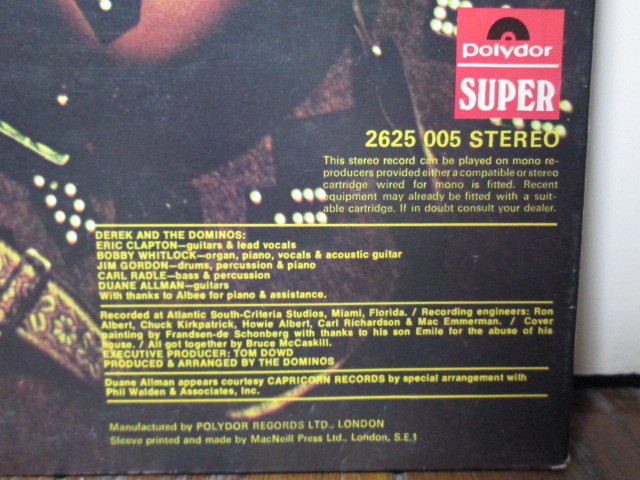 polydor
SUPER
2625 005 STEREO
This stereo record can be played on mono re-
producers provided either a compatible or stereo
cartridge wired for mono is fitted. Recent
equipment may already be fitted with a suit-
able cartridge. If in doubt consult your dealer.
DEREK AND THE DOMINOS:
ERIC CLAPTON—guitars & lead vocals
BOBBY WHITLOCK—organ, piano, vocals & acoustic guitar
JIM GORDON—drums, percussion & piano
CARL RADLE—bass & percussion
DUANE ALLMAN—guitars
With thanks to Albee for piano & assistance.
Recorded at Atlantic South-Criteria Studios, Miami, Florida. / Recording engineers: Ron
Albert, Chuck Kirkpatrick, Howie Albert, Carl Richardson & Mac Emmerman. / Cover
painting by Frandsen-de Schonberg with thanks to his son Emile for the abuse of his
house. / All got together by Bruce McCaskill.
EXECUTIVE PRODUCER: TOM DOWD
PRODUCED & ARRANGED BY THE DOMINOS
Duane Allman appears courtesy CAPRICORN RECORDS by special arrangement with
Phil Walden & Associates, Inc.
Manufactured by POLYDOR RECORDS LTD., LONDON
Sleeve printed and made by MacNeill Press Ltd., London, S.E.1